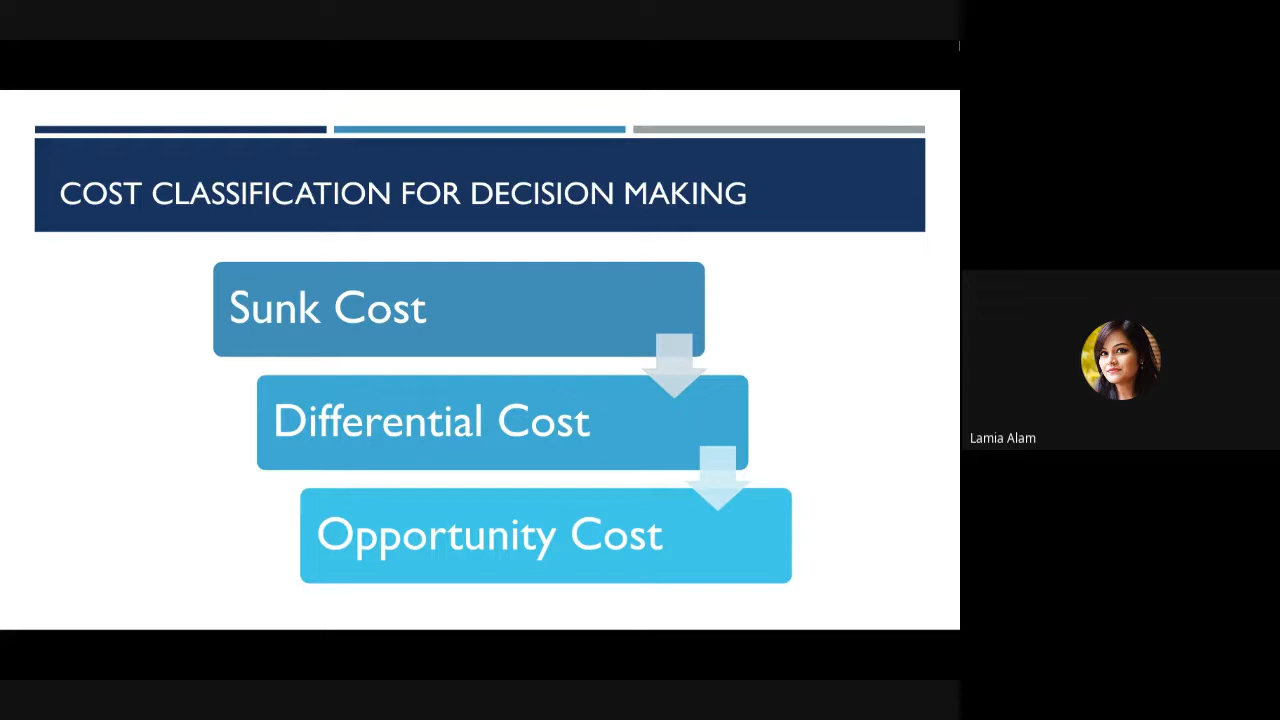 COST CLASSIFICATION FOR DECISION MAKING
Sunk Cost
Differential Cost
Opportunity Cost
Lamia Alam